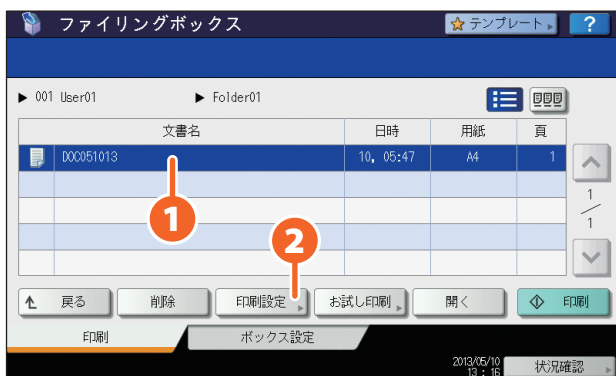 ファイリングボックス
テンプレート
?
001 User01 Folder01
文書名 日時 用紙 頁
DOC051013 10, 05:47 A4 1
1
2
1
1
戻る 削除 印刷設定 お試し印刷 開く 印刷
印刷 ボックス設定
2013/05/10
13 : 16
状況確認